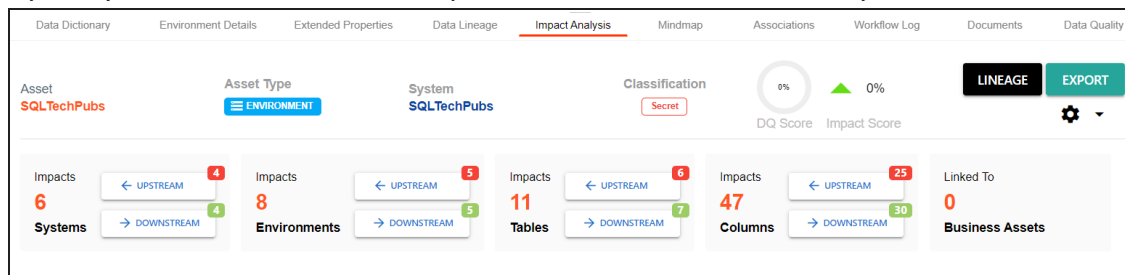 Data Dictionary
Environment Details
Extended Properties
Data Lineage
Impact Analysis
Mindmap
Associations
Workflow Log
Documents
Data Quality
Asset
SQLTechPubs
Asset Type
ENVIRONMENT
System
SQLTechPubs
Classification
Secret
0%
DQ Score
0%
Impact Score
LINEAGE
EXPORT
Impacts
6
Systems
4
← UPSTREAM
4
→ DOWNSTREAM
Impacts
8
Environments
5
← UPSTREAM
5
→ DOWNSTREAM
Impacts
11
Tables
6
← UPSTREAM
7
→ DOWNSTREAM
Impacts
47
Columns
25
← UPSTREAM
30
→ DOWNSTREAM
Linked To
0
Business Assets